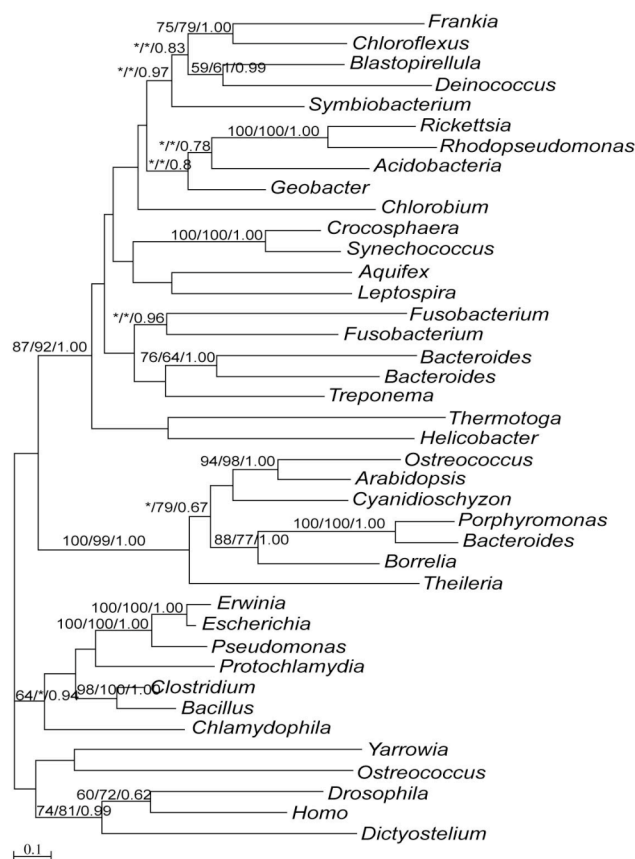 75/79/1.00 Frankia
*/*/0.83 Chloroflexus
59/61/0.99 Blastopirellula
*/*/0.97 Deinococcus
Symbiobacterium
100/100/1.00 Rickettsia
*/*/0.78 Rhodopseudomonas
*/*/0.8 Acidobacteria
Geobacter
Chlorobium
100/100/1.00 Crocosphaera
Synechococcus
Aquifex
Leptospira
*/*/0.96 Fusobacterium
Fusobacterium
87/92/1.00 76/64/1.00 Bacteroides
Bacteroides
Treponema
Thermotoga
Helicobacter
94/98/1.00 Ostreococcus
Arabidopsis
*/79/0.67 Cyanidioschyzon
100/100/1.00 Porphyromonas
100/99/1.00 88/77/1.00 Bacteroides
Borrelia
Theileria
100/100/1.00 Erwinia
100/100/1.00 Escherichia
Pseudomonas
Protochlamydia
64/*/0.94 98/100/1.00 Clostridium
Bacillus
Chlamydophila
Yarrowia
Ostreococcus
60/72/0.62 Drosophila
74/81/0.99 Homo
Dictyostelium
0.1